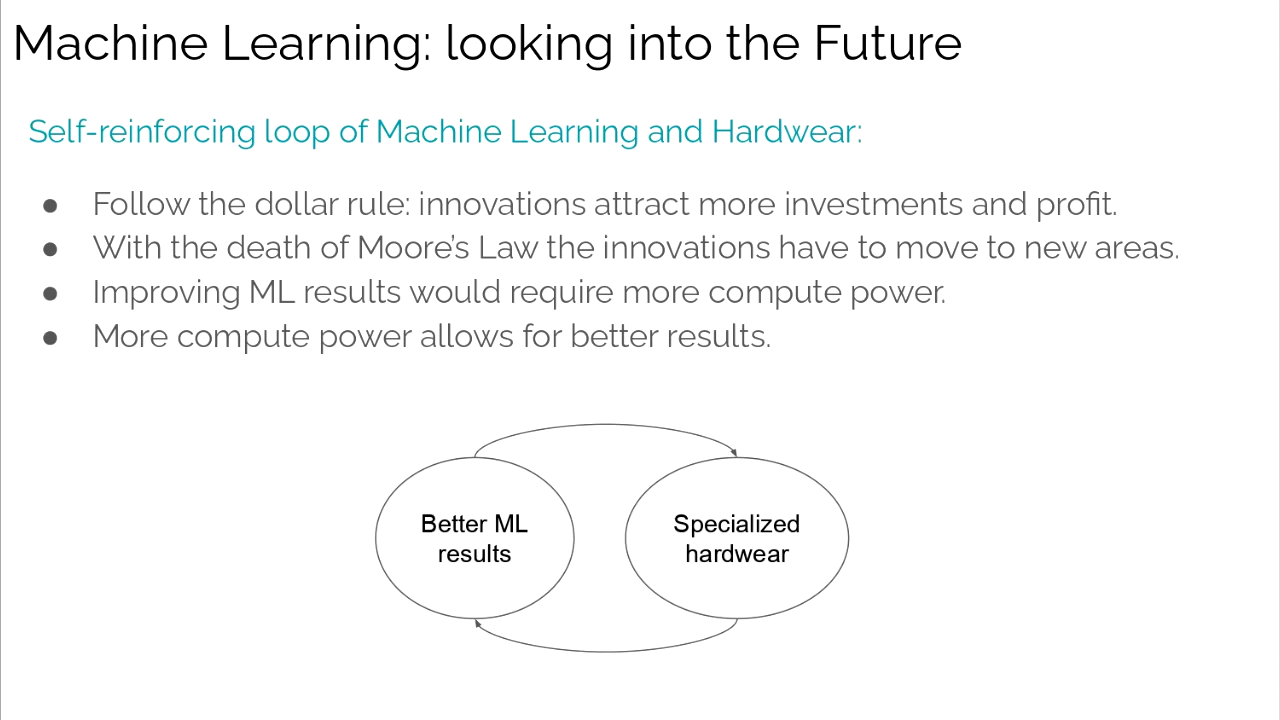 Machine Learning: looking into the Future
Self-reinforcing loop of Machine Learning and Hardwear:
● Follow the dollar rule: innovations attract more investments and profit.
● With the death of Moore’s Law the innovations have to move to new areas.
● Improving ML results would require more compute power.
● More compute power allows for better results.
Better ML
results
Specialized
hardwear